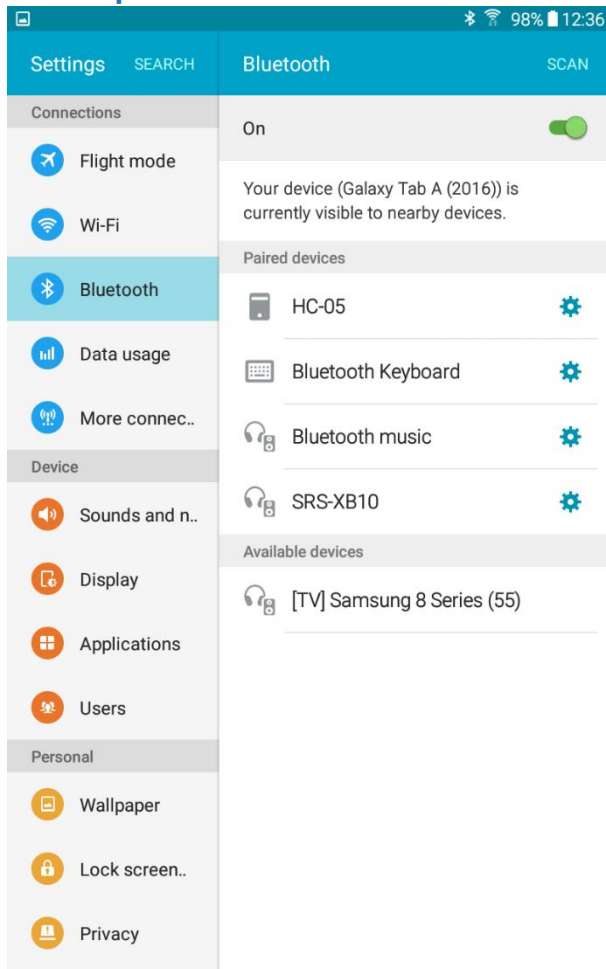 98% 12:36
Settings SEARCH
Connections
Flight mode
Wi-Fi
Bluetooth
Data usage
More connec..
Device
Sounds and n..
Display
Applications
Users
Personal
Wallpaper
Lock screen..
Privacy
Bluetooth SCAN
On
Your device (Galaxy Tab A (2016)) is
currently visible to nearby devices.
Paired devices
HC-05
Bluetooth Keyboard
Bluetooth music
SRS-XB10
Available devices
[TV] Samsung 8 Series (55)